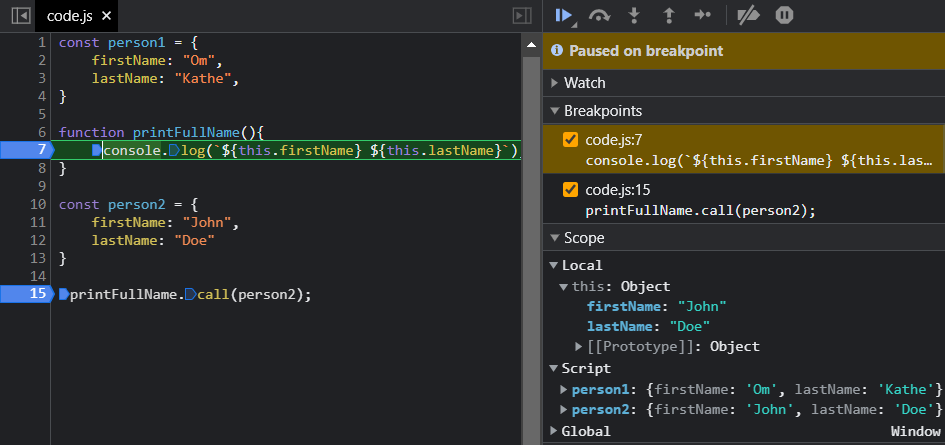 code.js ×
1 const person1 = {
2 firstName: "Om",
3 lastName: "Kathe",
4 }
5
6 function printFullName(){
7 console.log(`${this.firstName} ${this.lastName}`)
8 }
9
10 const person2 = {
11 firstName: "John",
12 lastName: "Doe"
13 }
14
15 printFullName.call(person2);
Paused on breakpoint
Watch
Breakpoints
code.js:7
console.log(`${this.firstName} ${this.las…
code.js:15
printFullName.call(person2);
Scope
Local
this: Object
firstName: "John"
lastName: "Doe"
[[Prototype]]: Object
Script
person1: {firstName: 'Om', lastName: 'Kathe'}
person2: {firstName: 'John', lastName: 'Doe'}
Global Window